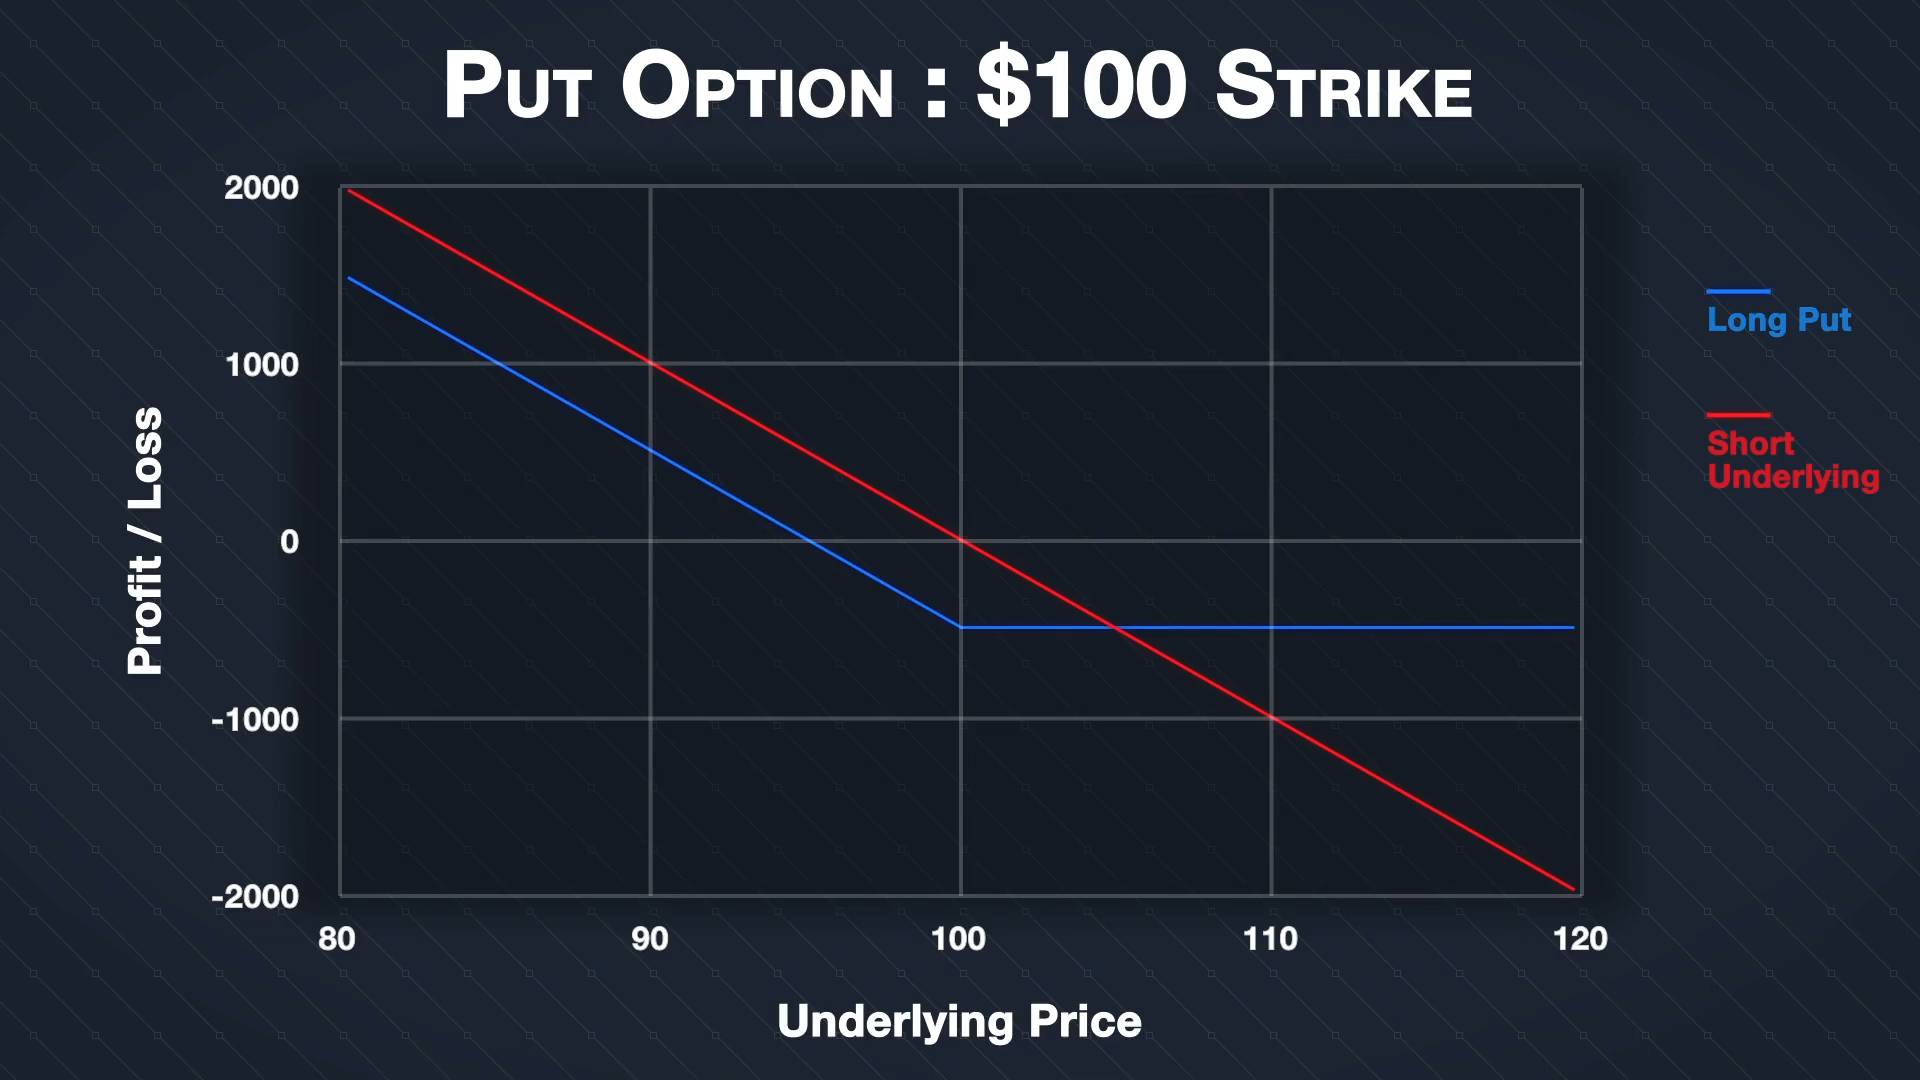 Put Option : $100 Strike
2000
1000
0
-1000
-2000
Profit / Loss
80 90 100 110 120
Underlying Price
Long Put
Short
Underlying